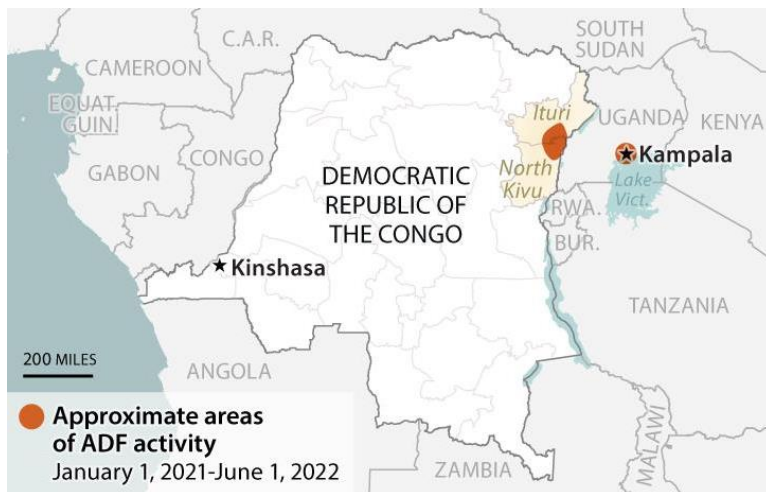 SOUTH
SUDAN
C.A.R.
CAMEROON
EQUAT.
GUIN.
Ituri
UGANDA
KENYA
GABON
CONGO
Kampala
North
Kivu
DEMOCRATIC
REPUBLIC OF
THE CONGO
Lake
Vict.
RWA.
BUR.
Kinshasa
TANZANIA
200 MILES
ANGOLA
Approximate areas
of ADF activity
January 1, 2021-June 1, 2022
ZAMBIA
MALAWI